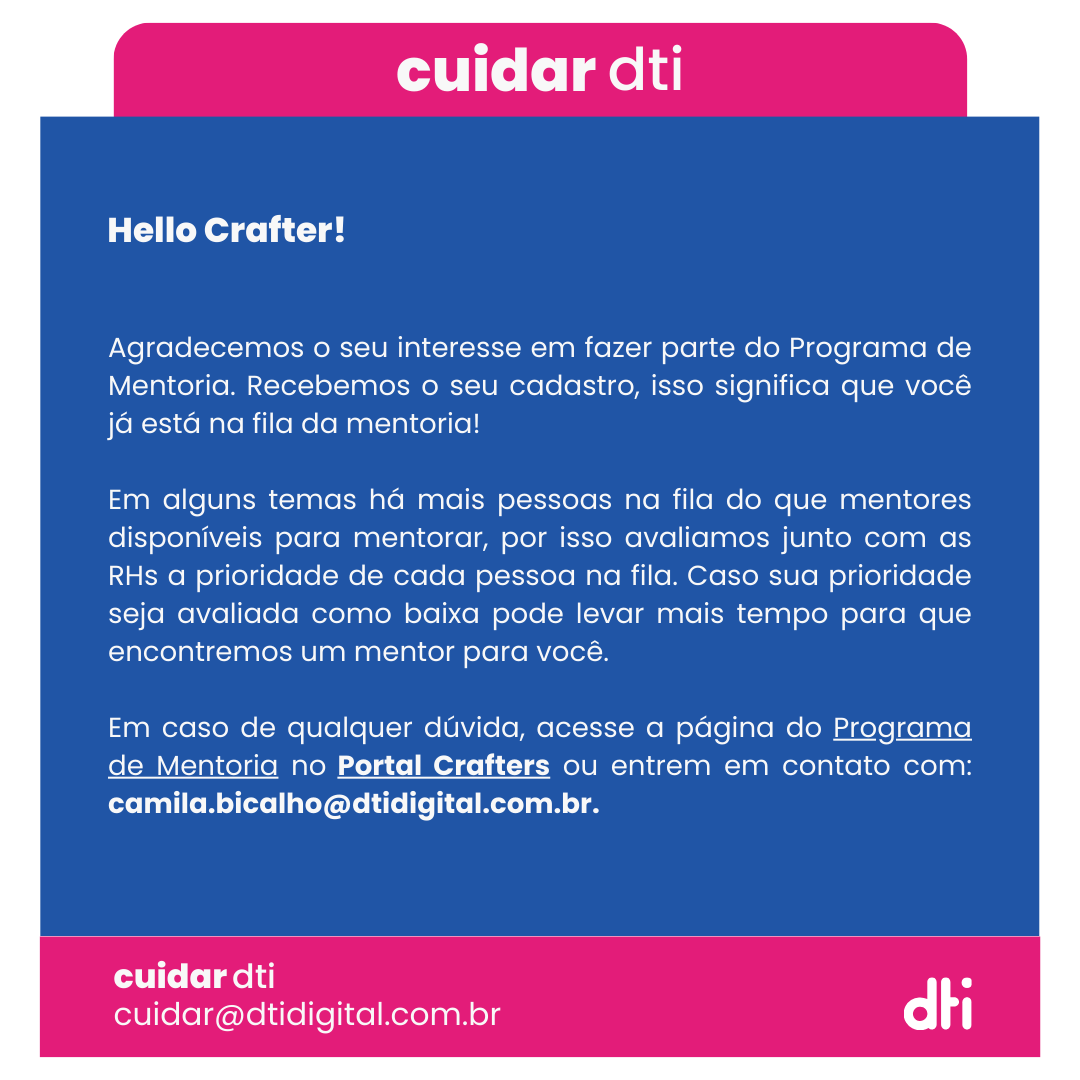 cuidar dti
Hello Crafter!
Agradecemos o seu interesse em fazer parte do Programa de
Mentoria. Recebemos o seu cadastro, isso significa que você
já está na fila da mentoria!
Em alguns temas há mais pessoas na fila do que mentores
disponíveis para mentorar, por isso avaliamos junto com as
RHs a prioridade de cada pessoa na fila. Caso sua prioridade
seja avaliada como baixa pode levar mais tempo para que
encontremos um mentor para você.
Em caso de qualquer dúvida, acesse a página do Programa
de Mentoria no Portal Crafters ou entrem em contato com:
camila.bicalho@dtidigital.com.br.
cuidar dti
cuidar@dtidigital.com.br
dti